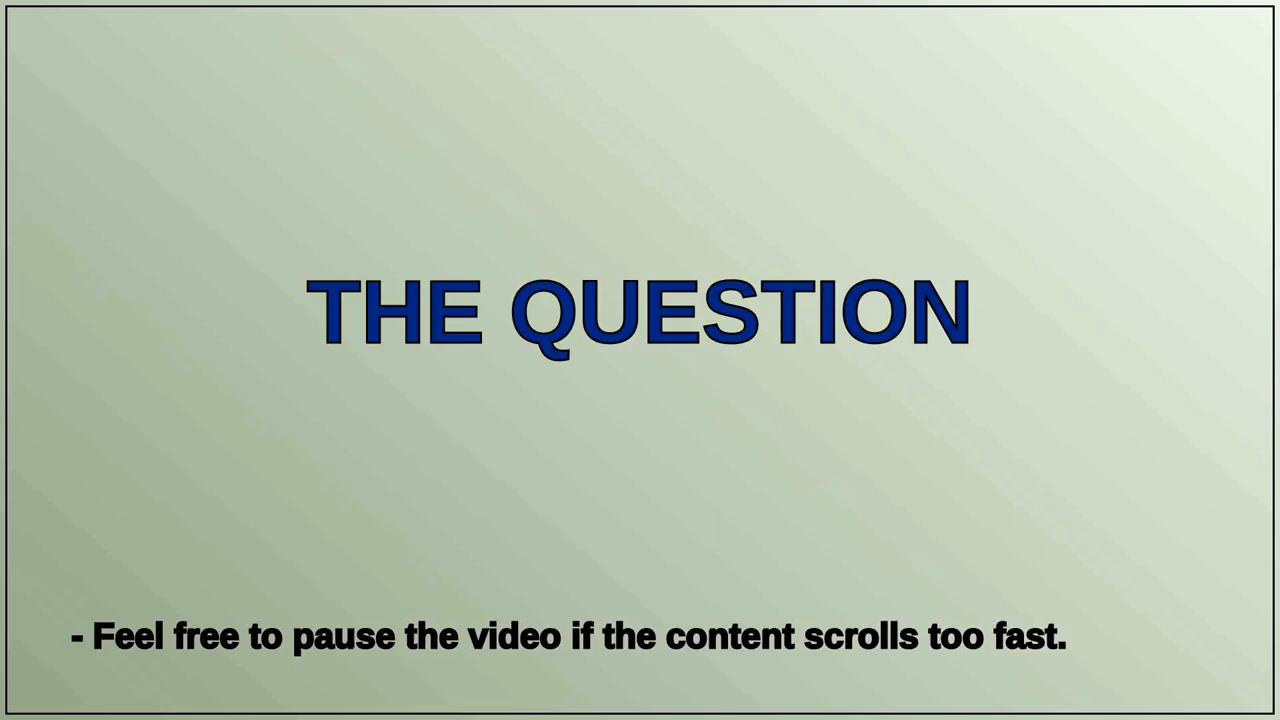 THE QUESTION
- Feel free to pause the video if the content scrolls too fast.